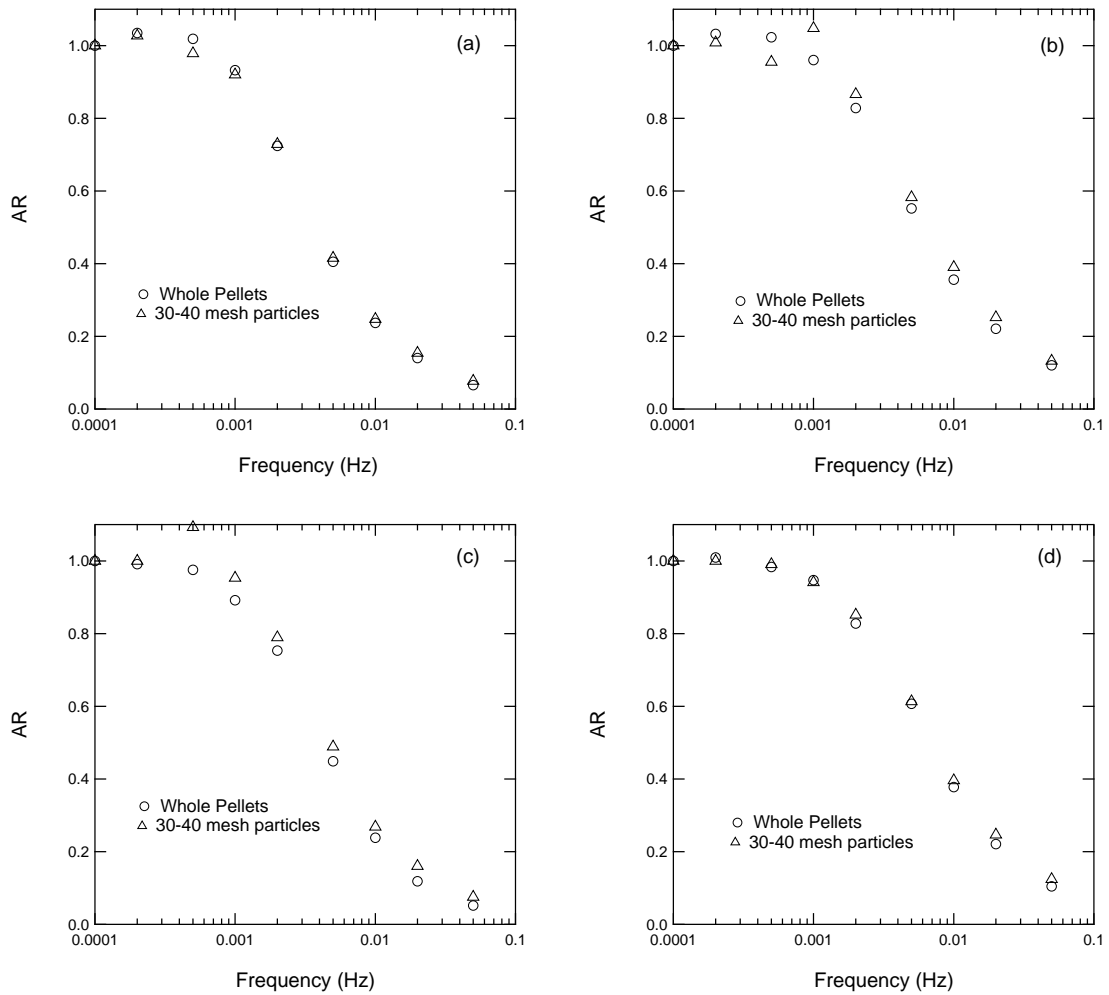 (a)
1.0
0.8
0.6
AR
0.4
Whole Pellets
30-40 mesh particles
0.2
0.0
0.0001 0.001 0.01 0.1
Frequency (Hz)
(b)
1.0
0.8
0.6
AR
0.4
Whole Pellets
30-40 mesh particles
0.2
0.0
0.0001 0.001 0.01 0.1
Frequency (Hz)
(c)
1.0
0.8
0.6
AR
0.4
Whole Pellets
30-40 mesh particles
0.2
0.0
0.0001 0.001 0.01 0.1
Frequency (Hz)
(d)
1.0
0.8
0.6
AR
0.4
Whole Pellets
30-40 mesh particles
0.2
0.0
0.0001 0.001 0.01 0.1
Frequency (Hz)